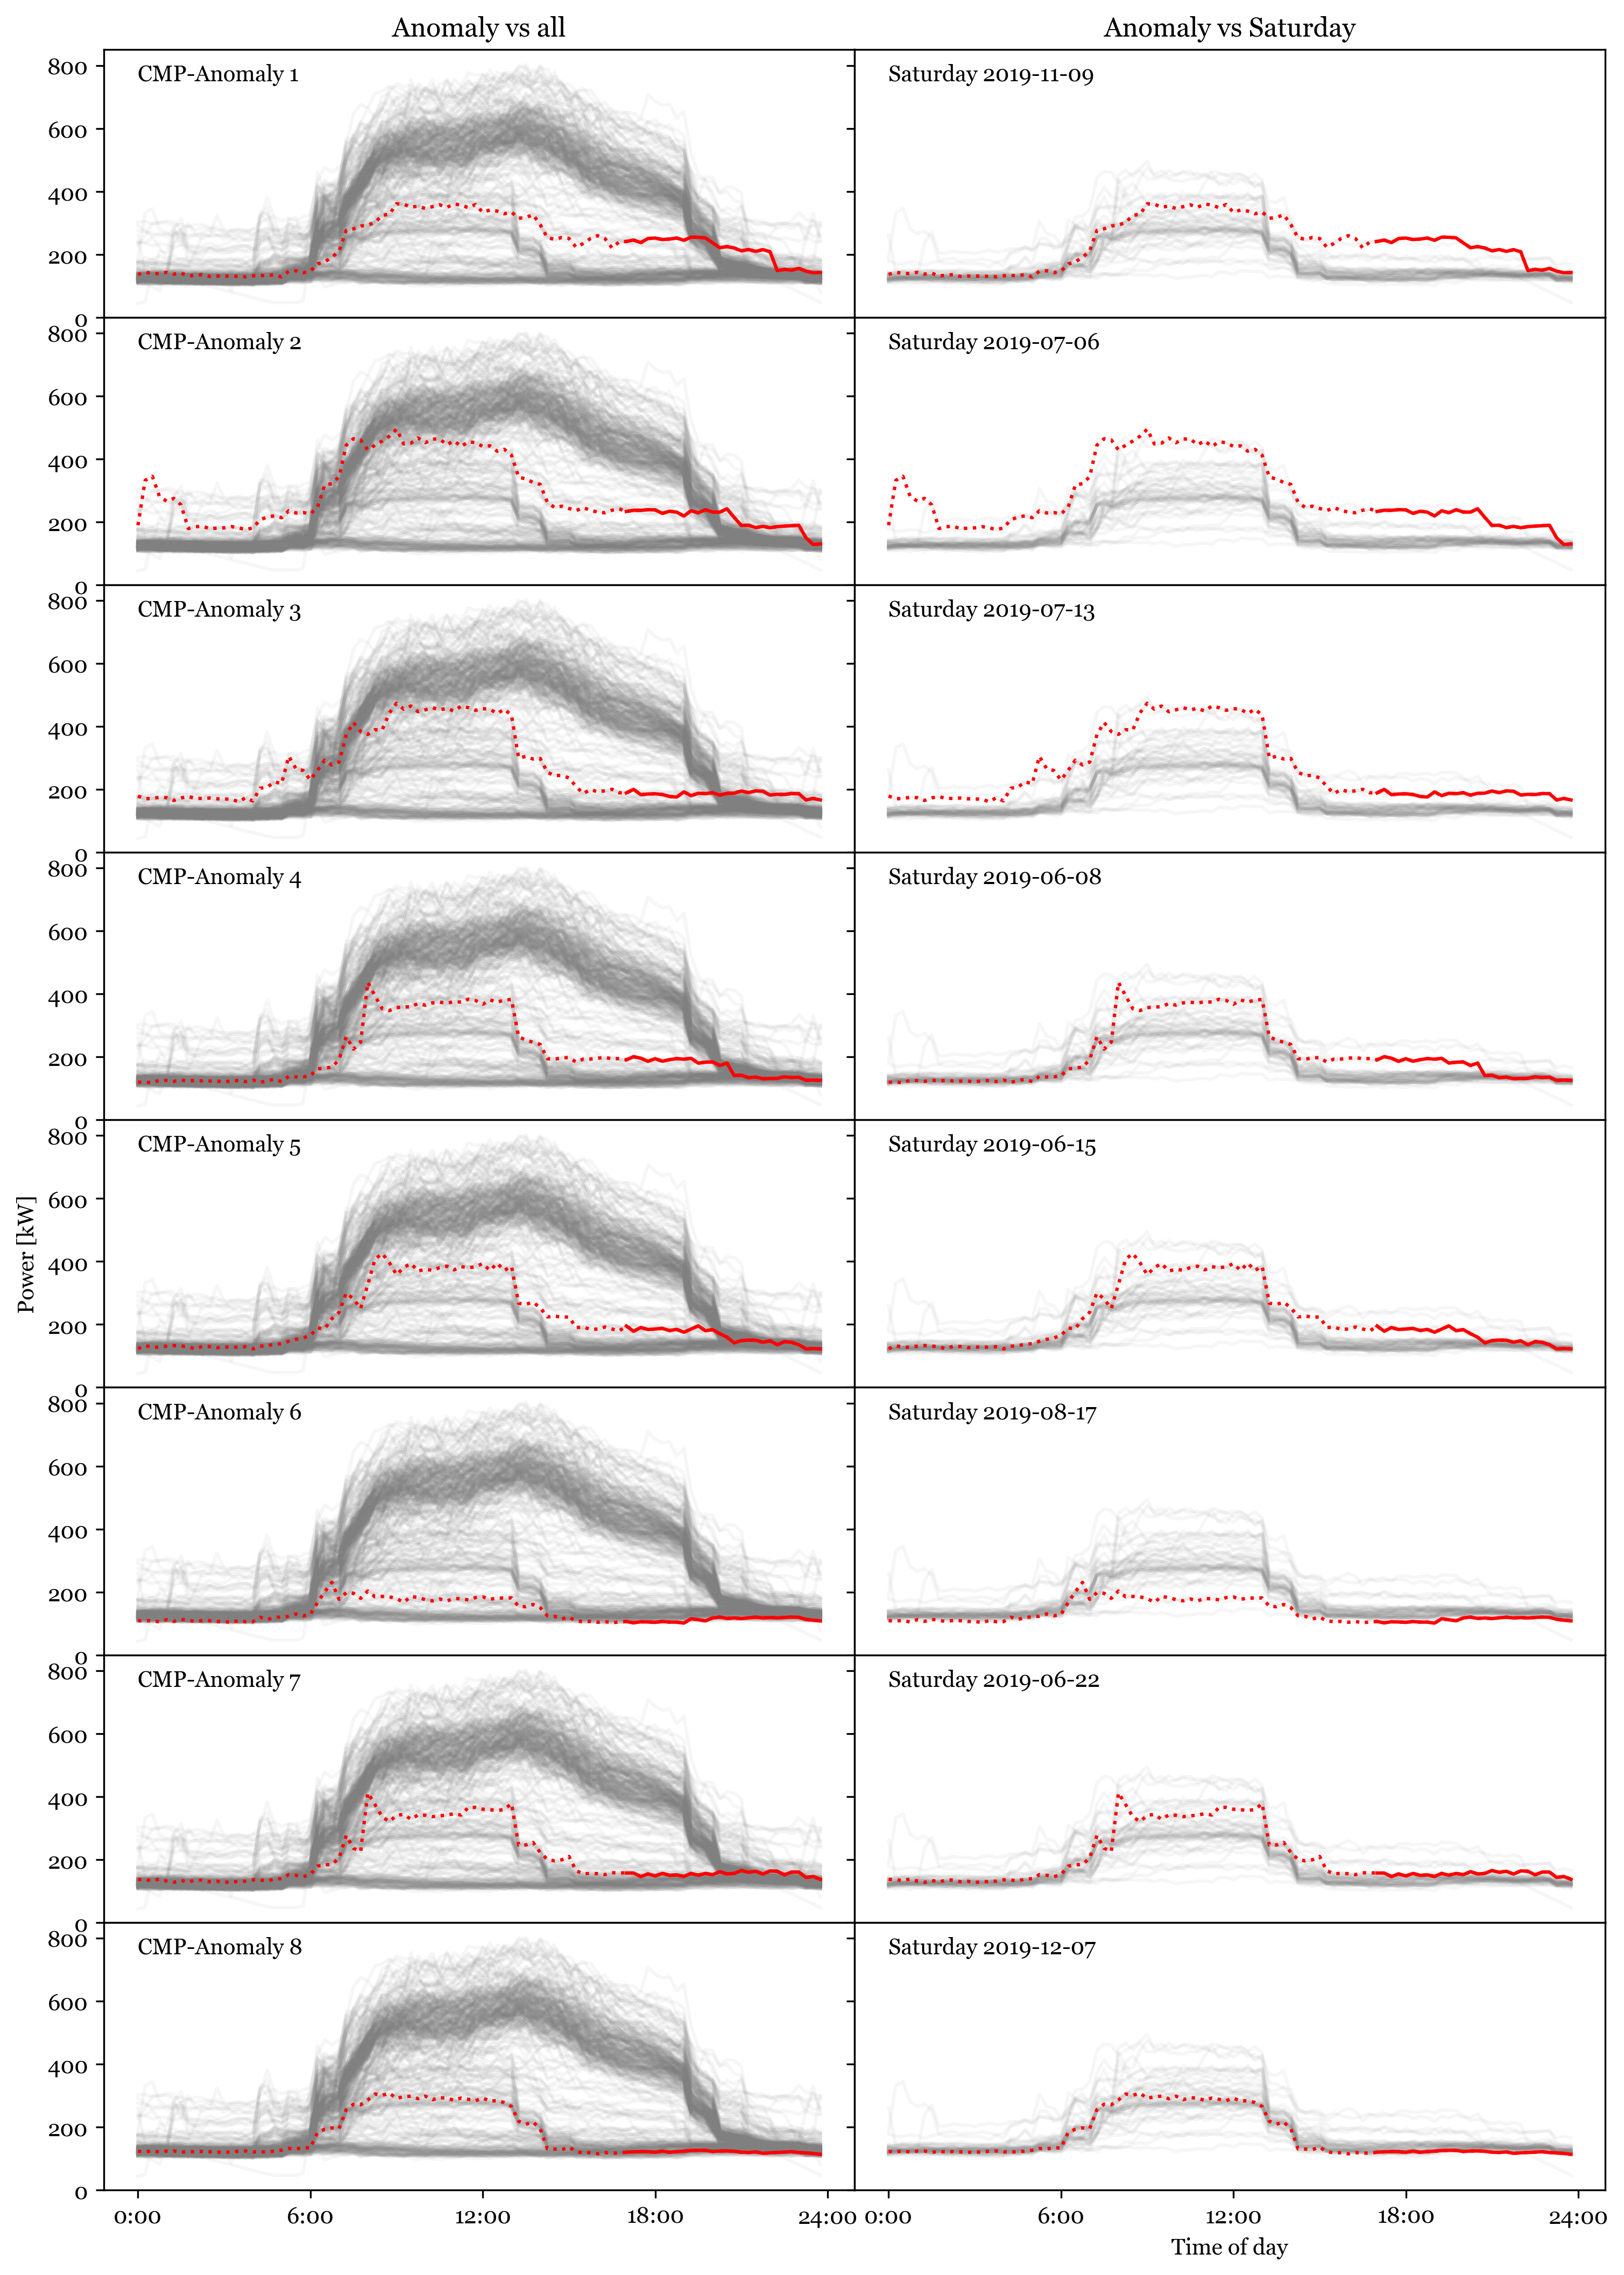 Anomaly vs all
Anomaly vs Saturday
800
600
400
200
0
CMP-Anomaly 1
Saturday 2019-11-09
800
600
400
200
0
CMP-Anomaly 2
Saturday 2019-07-06
800
600
400
200
0
CMP-Anomaly 3
Saturday 2019-07-13
800
600
400
200
0
CMP-Anomaly 4
Saturday 2019-06-08
800
600
400
200
0
CMP-Anomaly 5
Saturday 2019-06-15
Power [kW]
800
600
400
200
0
CMP-Anomaly 6
Saturday 2019-08-17
800
600
400
200
0
CMP-Anomaly 7
Saturday 2019-06-22
800
600
400
200
0
CMP-Anomaly 8
Saturday 2019-12-07
0:00 6:00 12:00 18:00 24:00
0:00 6:00 12:00 18:00 24:00
Time of day